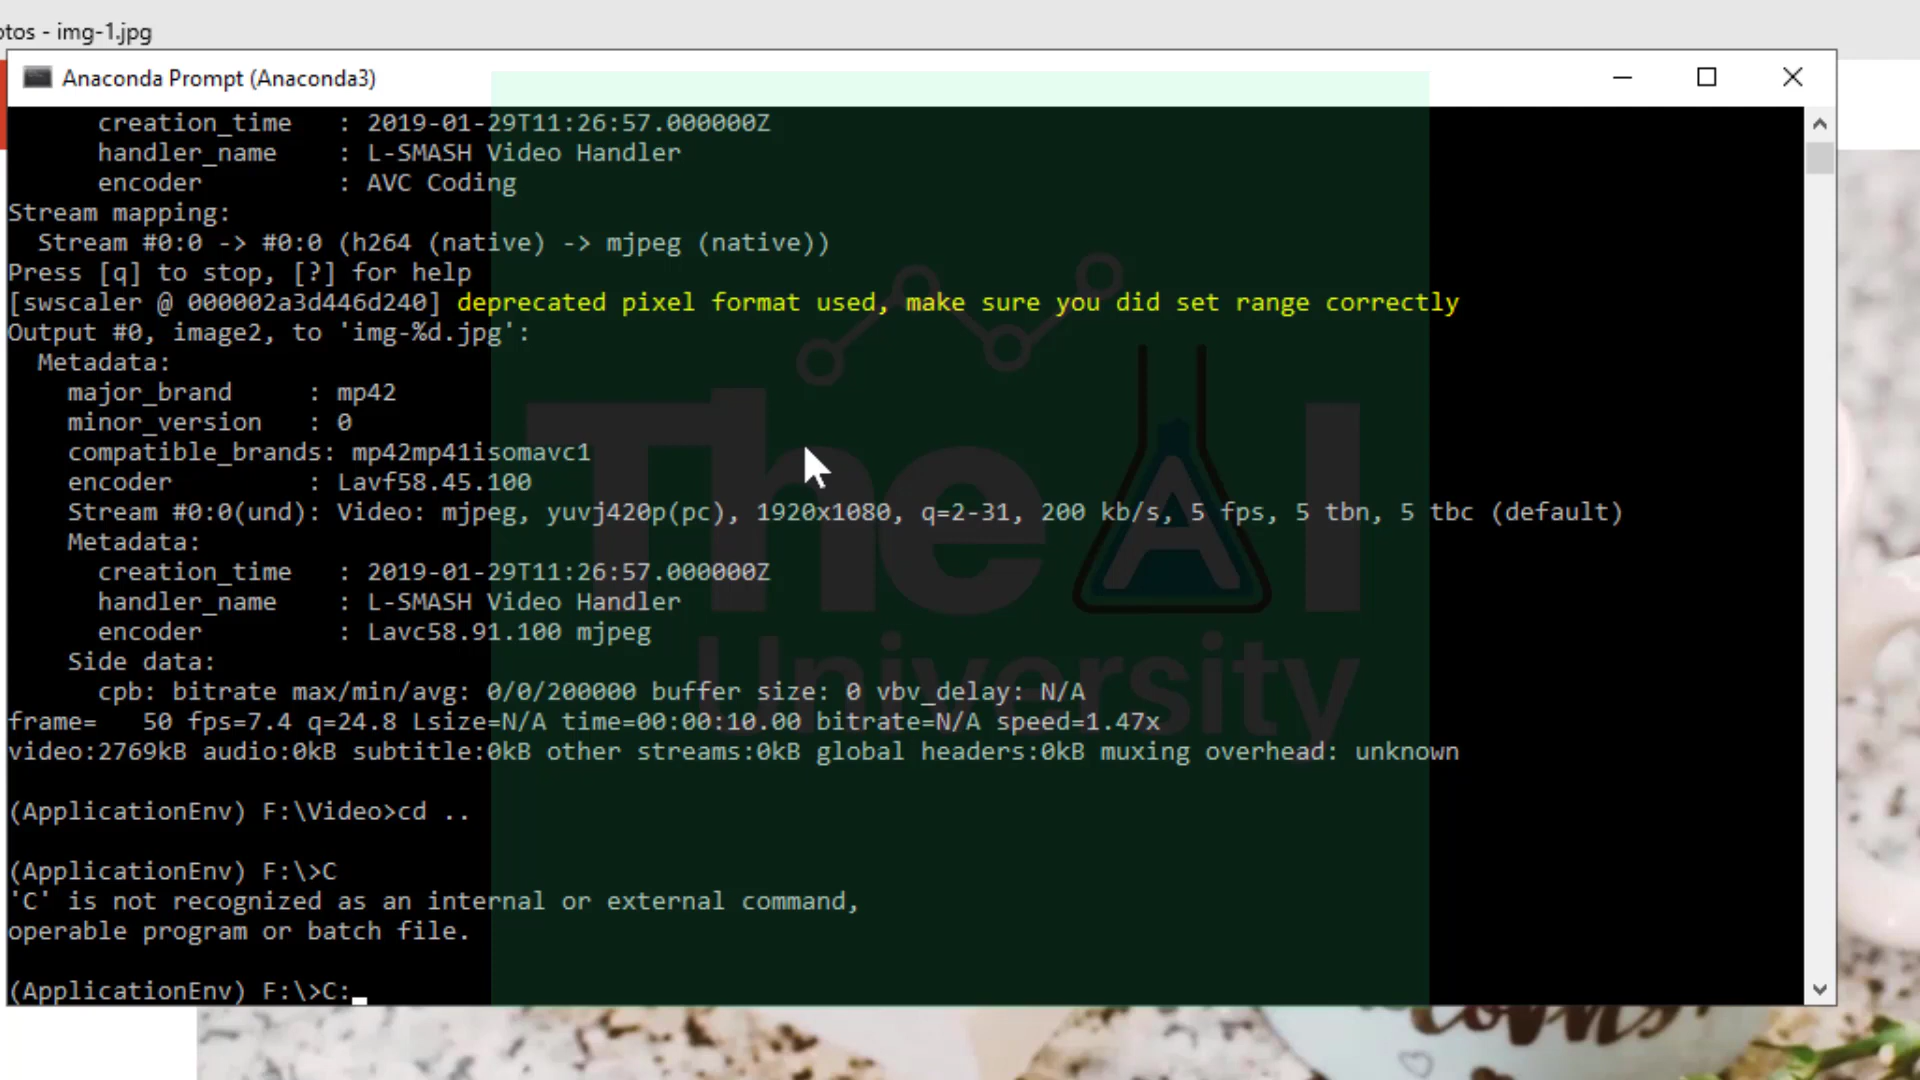 otos - img-1.jpg
Anaconda Prompt (Anaconda3)
creation_time : 2019-01-29T11:26:57.000000Z
handler_name : L-SMASH Video Handler
encoder : AVC Coding
Stream mapping:
Stream #0:0 -> #0:0 (h264 (native) -> mjpeg (native))
Press [q] to stop, [?] for help
[swscaler @ 000002a3d446d240] deprecated pixel format used, make sure you did set range correctly
Output #0, image2, to 'img-%d.jpg':
Metadata:
major_brand : mp42
minor_version : 0
compatible_brands: mp42mp41isomavc1
encoder : Lavf58.45.100
Stream #0:0(und): Video: mjpeg, yuvj420p(pc), 1920x1080, q=2-31, 200 kb/s, 5 fps, 5 tbn, 5 tbc (default)
Metadata:
creation_time : 2019-01-29T11:26:57.000000Z
handler_name : L-SMASH Video Handler
encoder : Lavc58.91.100 mjpeg
Side data:
cpb: bitrate max/min/avg: 0/0/200000 buffer size: 0 vbv_delay: N/A
frame= 50 fps=7.4 q=24.8 Lsize=N/A time=00:00:10.00 bitrate=N/A speed=1.47x
video:2769kB audio:0kB subtitle:0kB other streams:0kB global headers:0kB muxing overhead: unknown
(ApplicationEnv) F:\Video>cd ..
(ApplicationEnv) F:\>C
'C' is not recognized as an internal or external command,
operable program or batch file.
(ApplicationEnv) F:\>C:
The A I
University